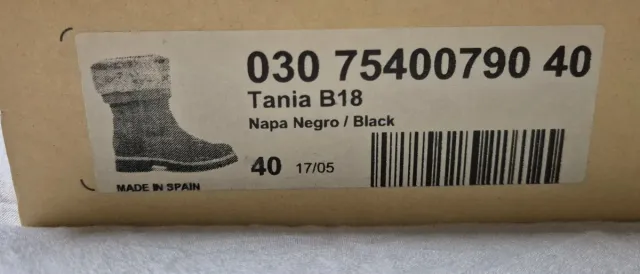 030 75400790 40
Tania B18
Napa Negro / Black
40 17/05
MADE IN SPAIN